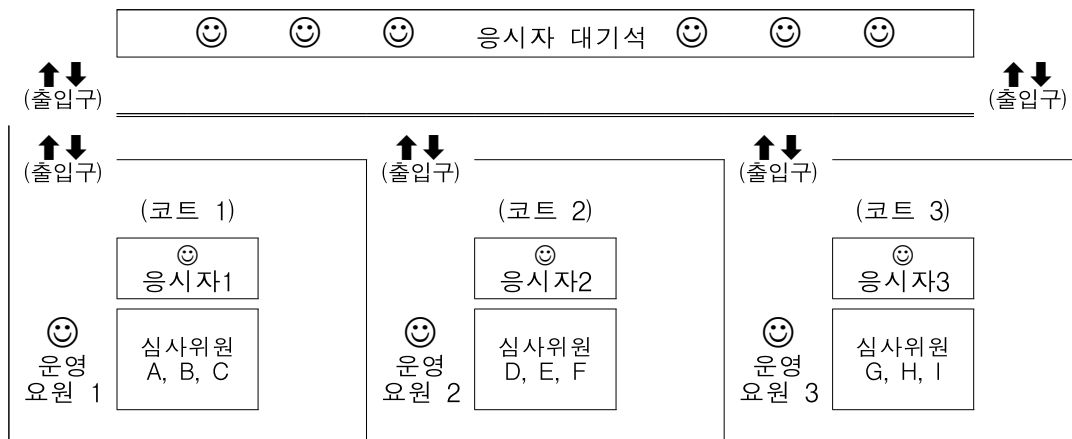 응시자 대기석
(출입구) (출입구)
(출입구) (출입구) (출입구)
(코트 1) (코트 2) (코트 3)
응시자1 응시자2 응시자3
심사위원 심사위원 심사위원
A, B, C D, E, F G, H, I
운영 운영 운영
요원 1 요원 2 요원 3